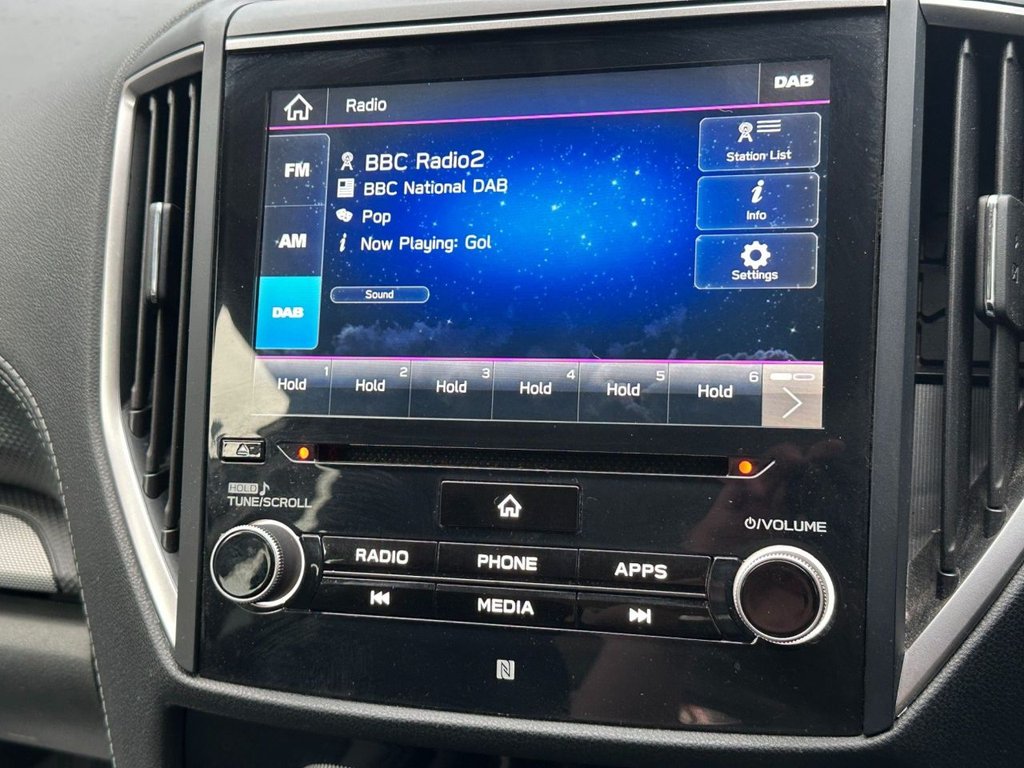 Radio
DAB
FM
AM
DAB
BBC Radio2
BBC National DAB
Pop
i Now Playing: Gol
Sound
Station List
i
Info
Settings
Hold 1
Hold 2
Hold 3
Hold 4
Hold 5
Hold 6
HOLD
TUNE/SCROLL
/VOLUME
RADIO
PHONE
APPS
MEDIA
N